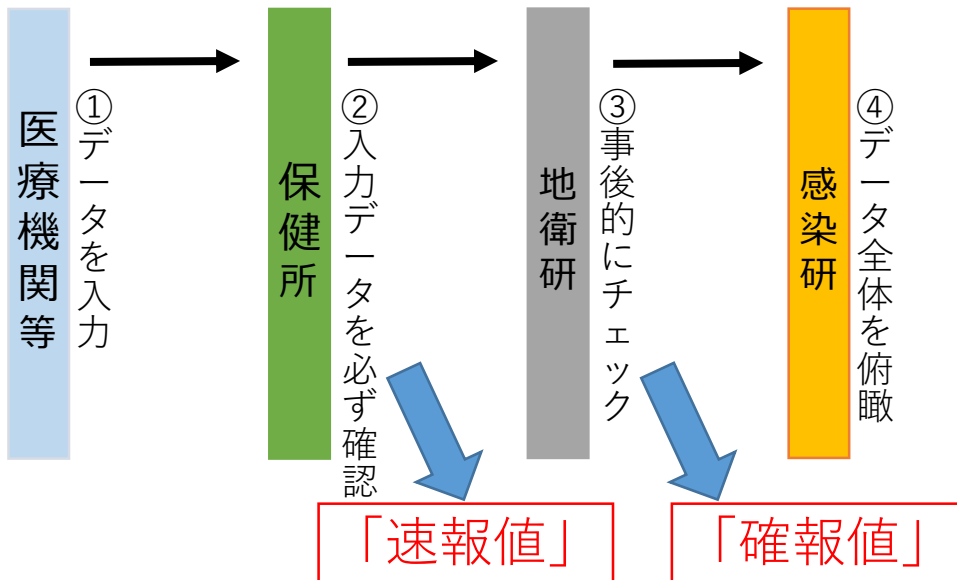 医療機関等
①データを入力
保健所
②入力データを必ず確認
地衛研
③事後的にチェック
感染研
④データ全体を俯瞰
「速報値」
「確報値」